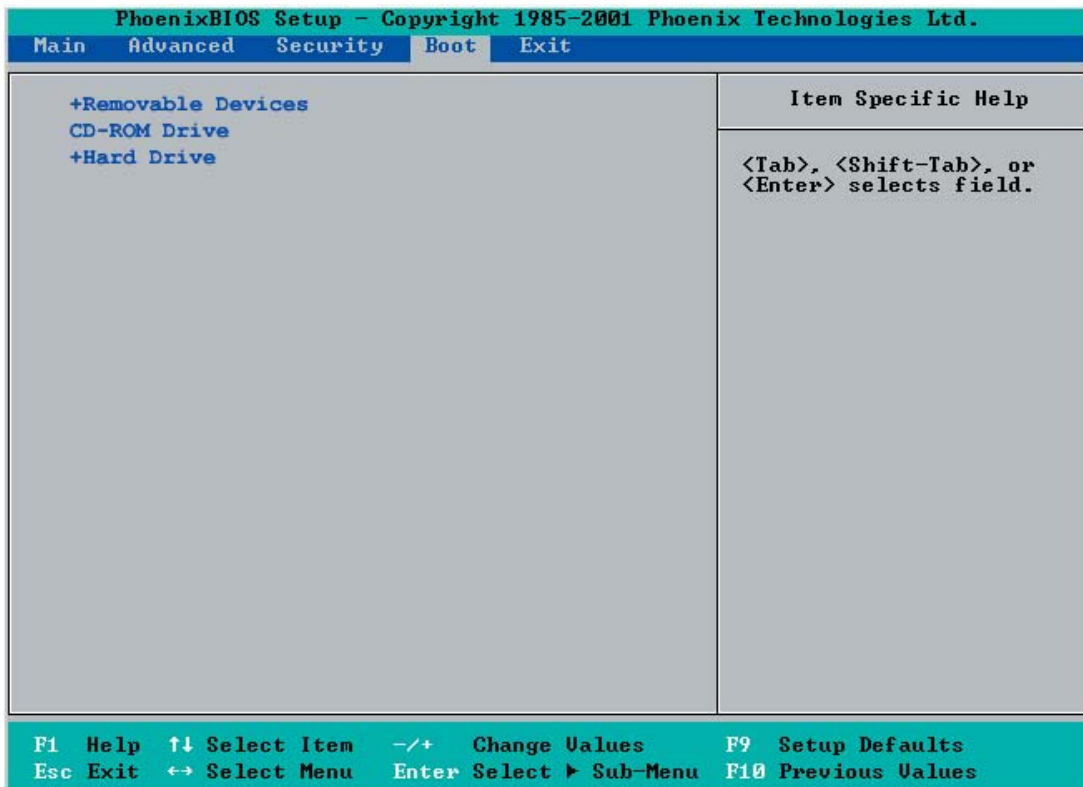 PhoenixBIOS Setup - Copyright 1985-2001 Phoenix Technologies Ltd.
Main Advanced Security Boot Exit
+Removable Devices
CD-ROM Drive
+Hard Drive
Item Specific Help
<Tab>, <Shift-Tab>, or
<Enter> selects field.
F1 Help ↑↓ Select Item -/+ Change Values F9 Setup Defaults
Esc Exit ↔ Select Menu Enter Select ▶ Sub-Menu F10 Previous Values